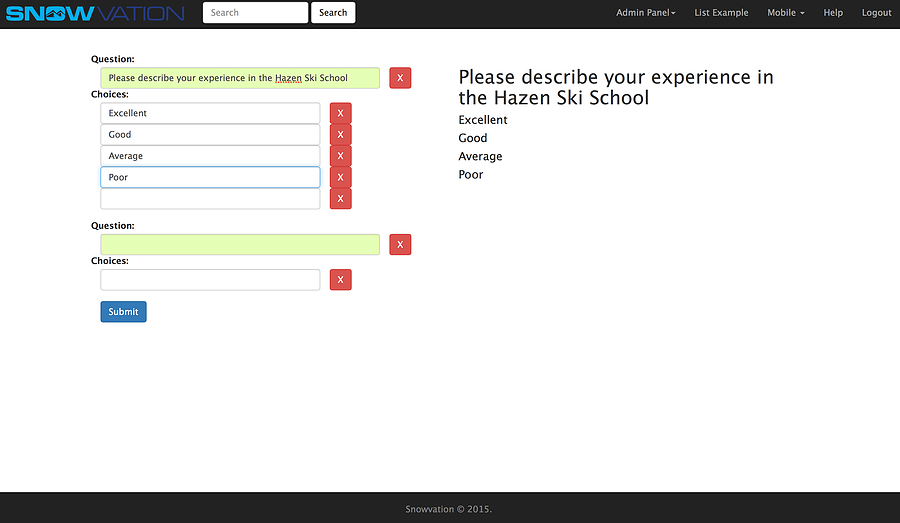 SNOWVATION
Search
Search
Admin Panel
List Example
Mobile
Help
Logout
Question:
Please describe your experience in the Hazen Ski School
X
Choices:
Excellent
X
Good
X
Average
X
Poor
X
X
Question:
X
Choices:
X
Submit
Please describe your experience in
the Hazen Ski School
Excellent
Good
Average
Poor
Snowvation © 2015.